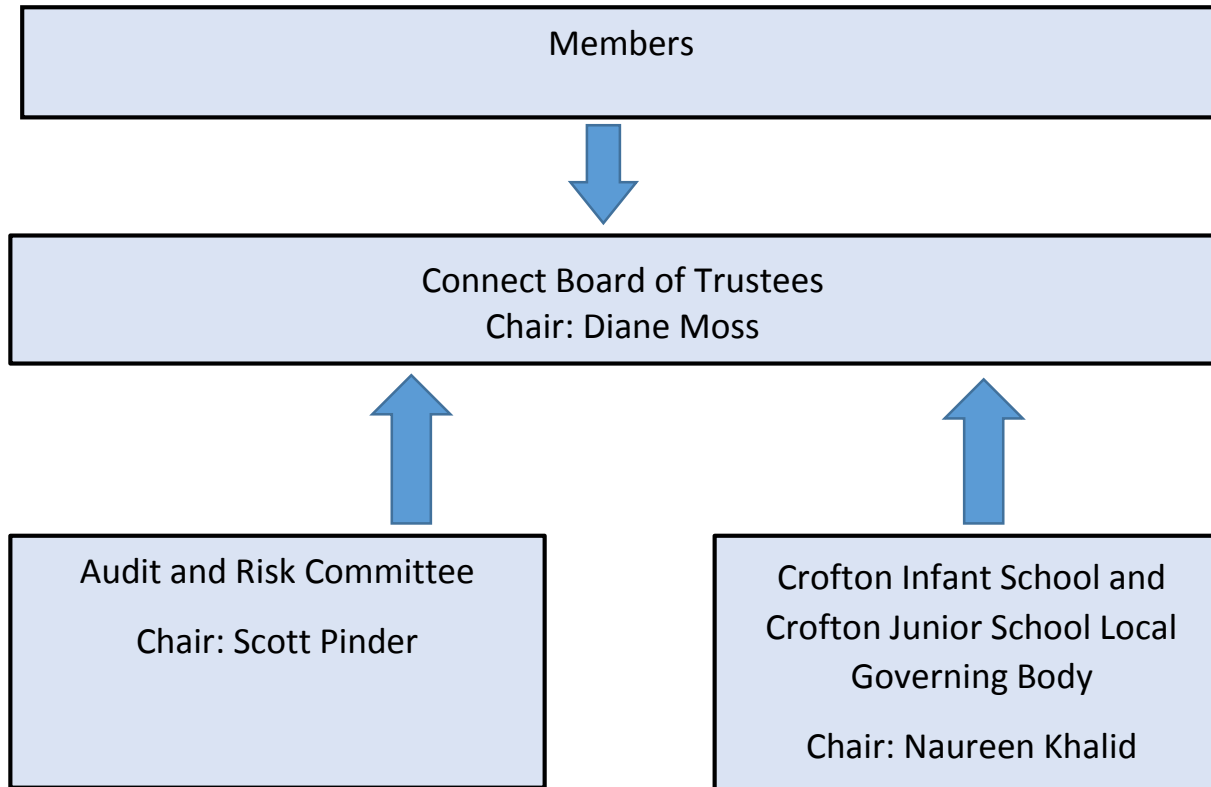 Members
Connect Board of Trustees
Chair: Diane Moss
Audit and Risk Committee
Chair: Scott Pinder
Crofton Infant School and
Crofton Junior School Local
Governing Body
Chair: Naureen Khalid